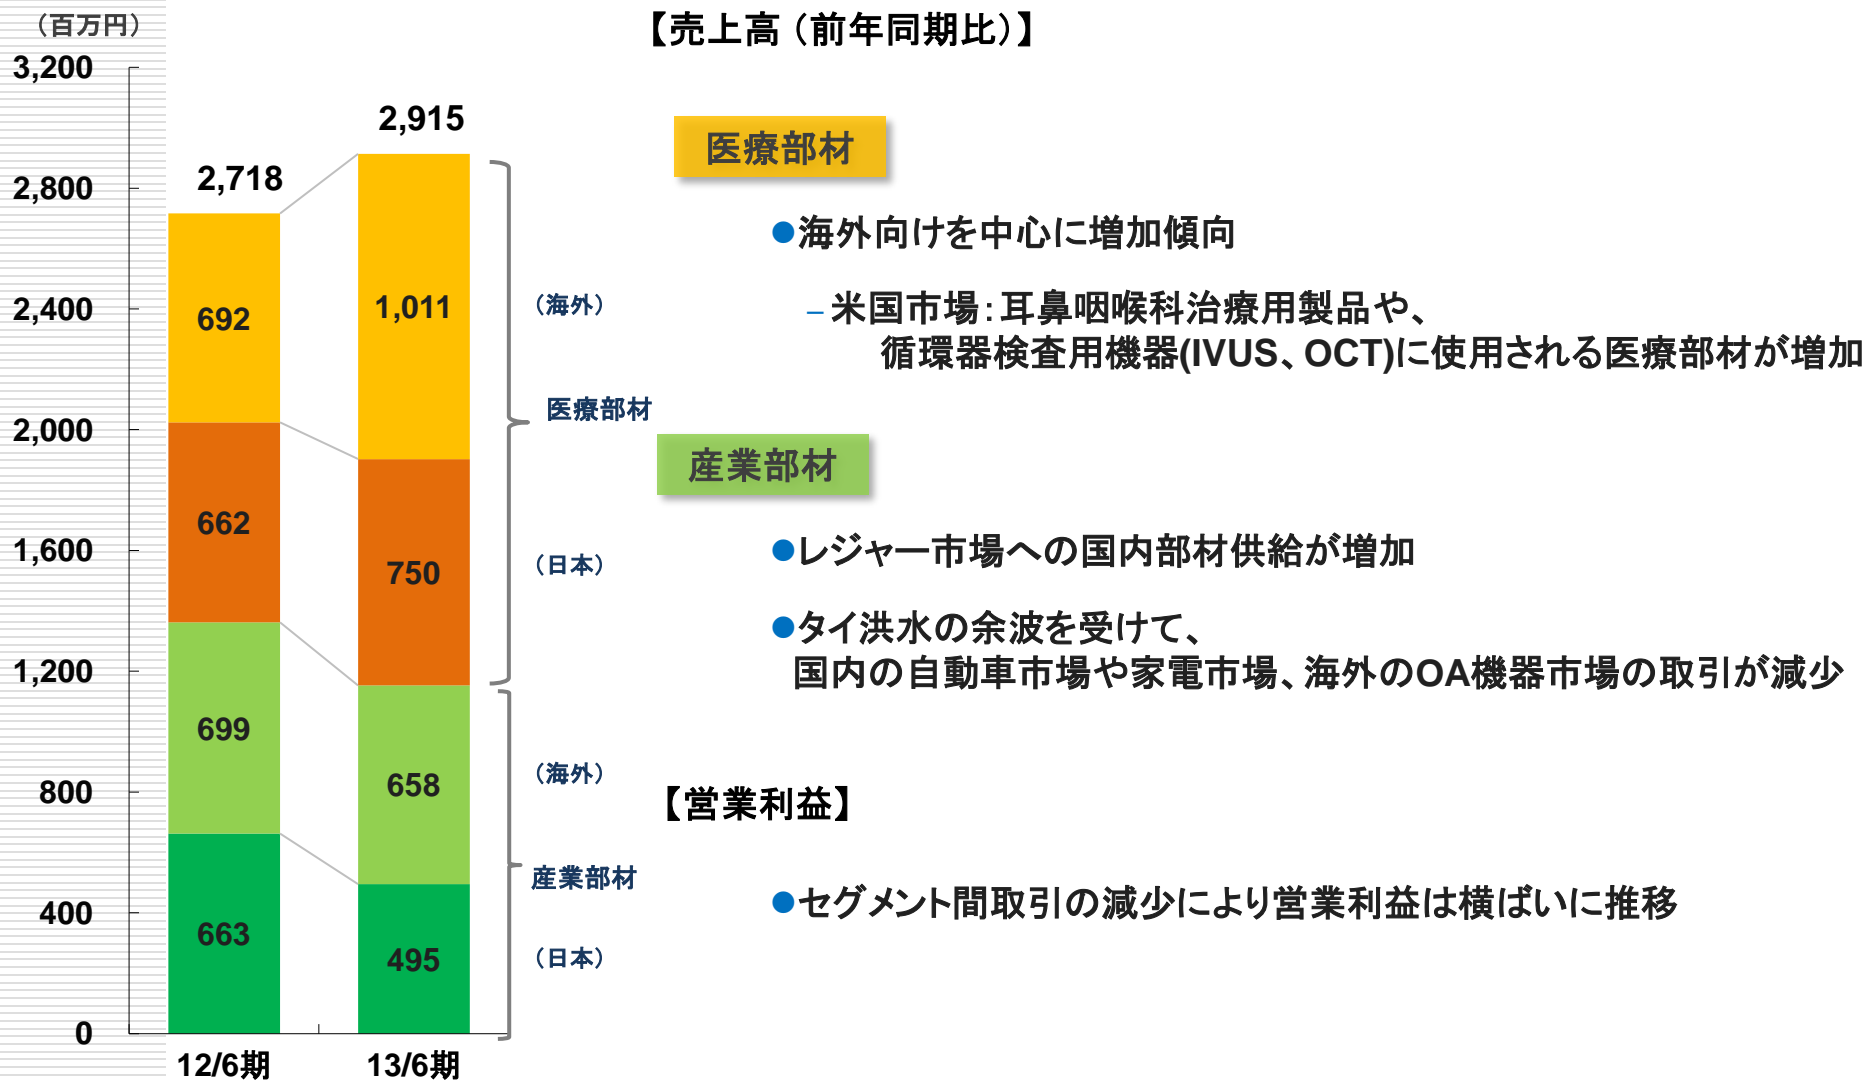 （百万円）
3,200
2,800
2,400
2,000
1,600
1,200
800
400
0
2,718
692
662
699
663
2,915
1,011
750
658
495
12/6期
13/6期
（海外）
医療部材
（日本）
（海外）
産業部材
（日本）
【売上高（前年同期比）】
医療部材
●海外向けを中心に増加傾向
–米国市場：耳鼻咽喉科治療用製品や、
循環器検査用機器(IVUS、OCT)に使用される医療部材が増加
産業部材
●レジャー市場への国内部材供給が増加
●タイ洪水の余波を受けて、
国内の自動車市場や家電市場、海外のOA機器市場の取引が減少
【営業利益】
●セグメント間取引の減少により営業利益は横ばいに推移